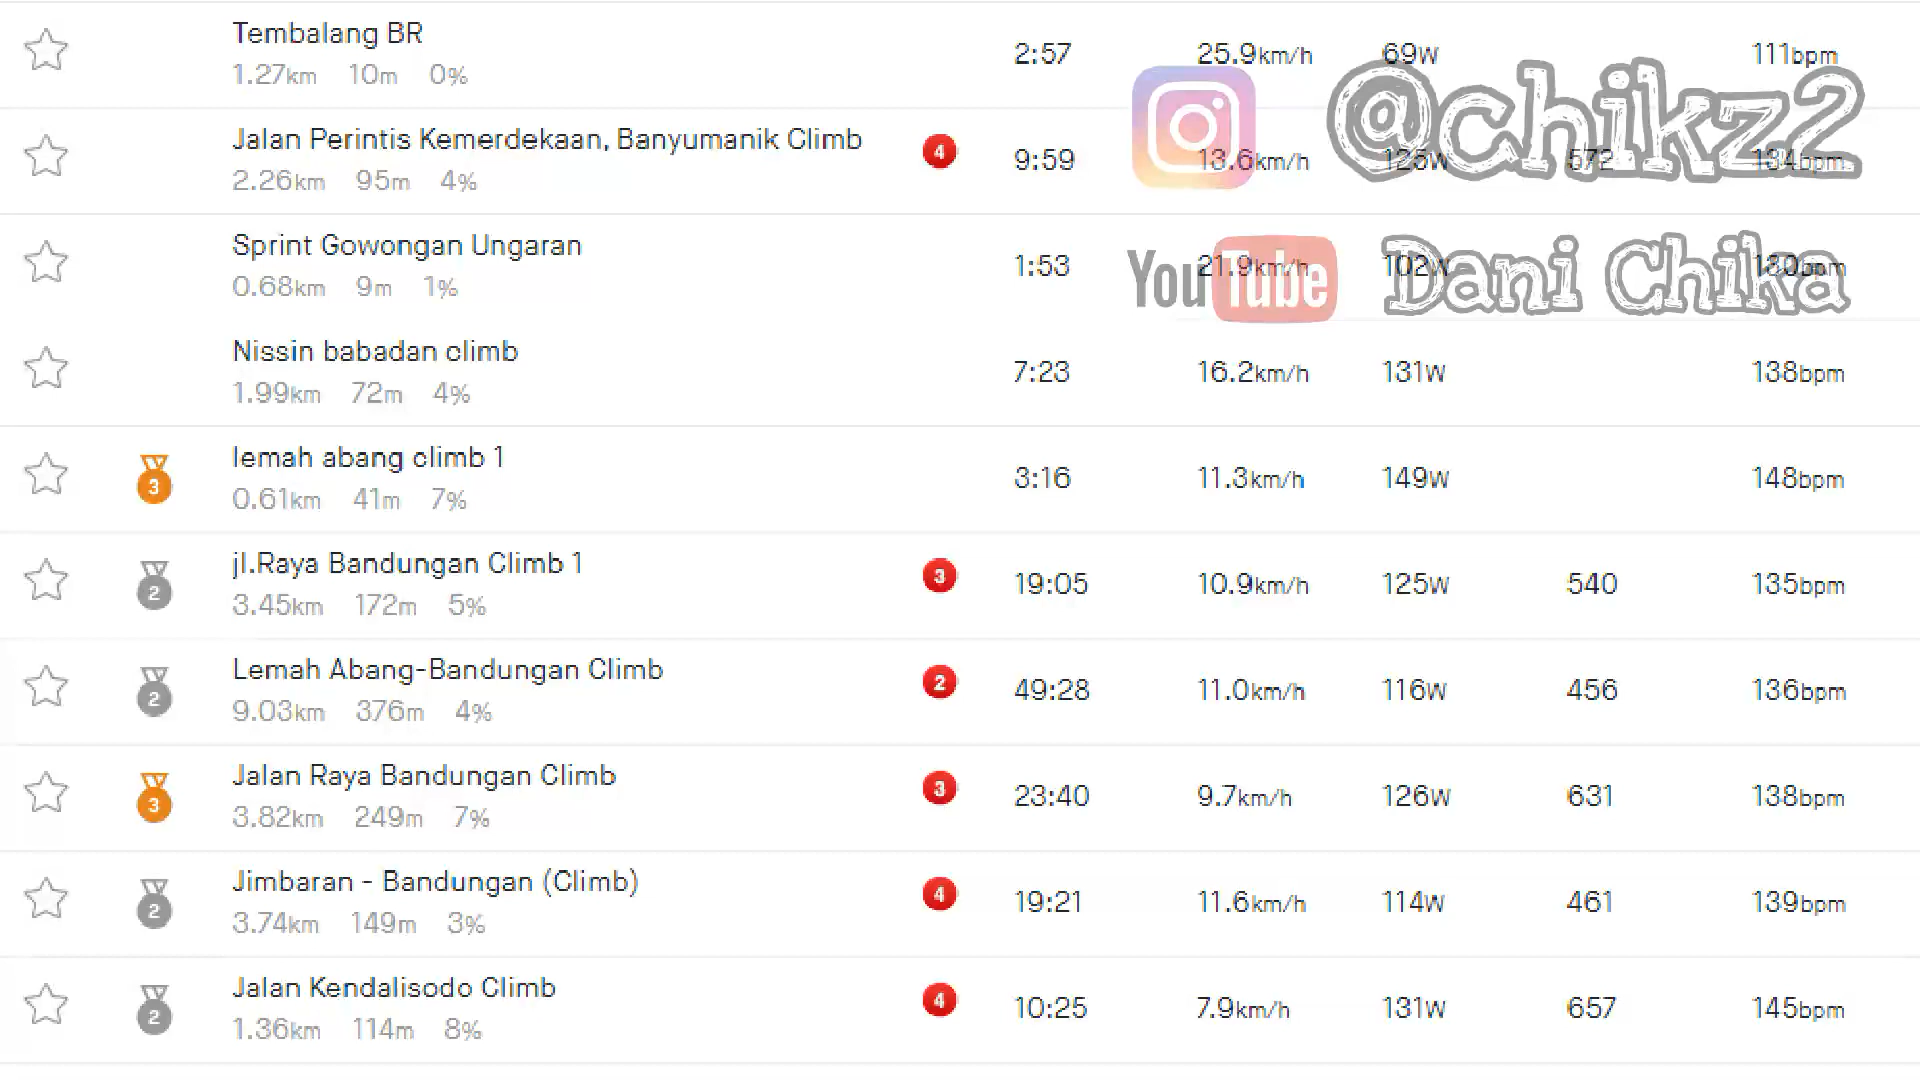 Tembalang BR
1.27km 10m 0%
2:57 25.9km/h 69W 111bpm
@chikz2
Jalan Perintis Kemerdekaan, Banyumanik Climb
2.26km 95m 4%
4 9:59 13.6km/h 125W 572 134bpm
Sprint Gowongan Ungaran
0.68km 9m 1%
1:53 21.9km/h 102W 130bpm
YouTube Dani Chika
Nissin babadan climb
1.99km 72m 4%
7:23 16.2km/h 131W 138bpm
3 lemah abang climb 1
0.61km 41m 7%
3:16 11.3km/h 149W 148bpm
2 jl.Raya Bandungan Climb 1
3.45km 172m 5%
3 19:05 10.9km/h 125W 540 135bpm
2 Lemah Abang-Bandungan Climb
9.03km 376m 4%
2 49:28 11.0km/h 116W 456 136bpm
3 Jalan Raya Bandungan Climb
3.82km 249m 7%
3 23:40 9.7km/h 126W 631 138bpm
2 Jimbaran - Bandungan (Climb)
3.74km 149m 3%
4 19:21 11.6km/h 114W 461 139bpm
2 Jalan Kendalisodo Climb
1.36km 114m 8%
4 10:25 7.9km/h 131W 657 145bpm